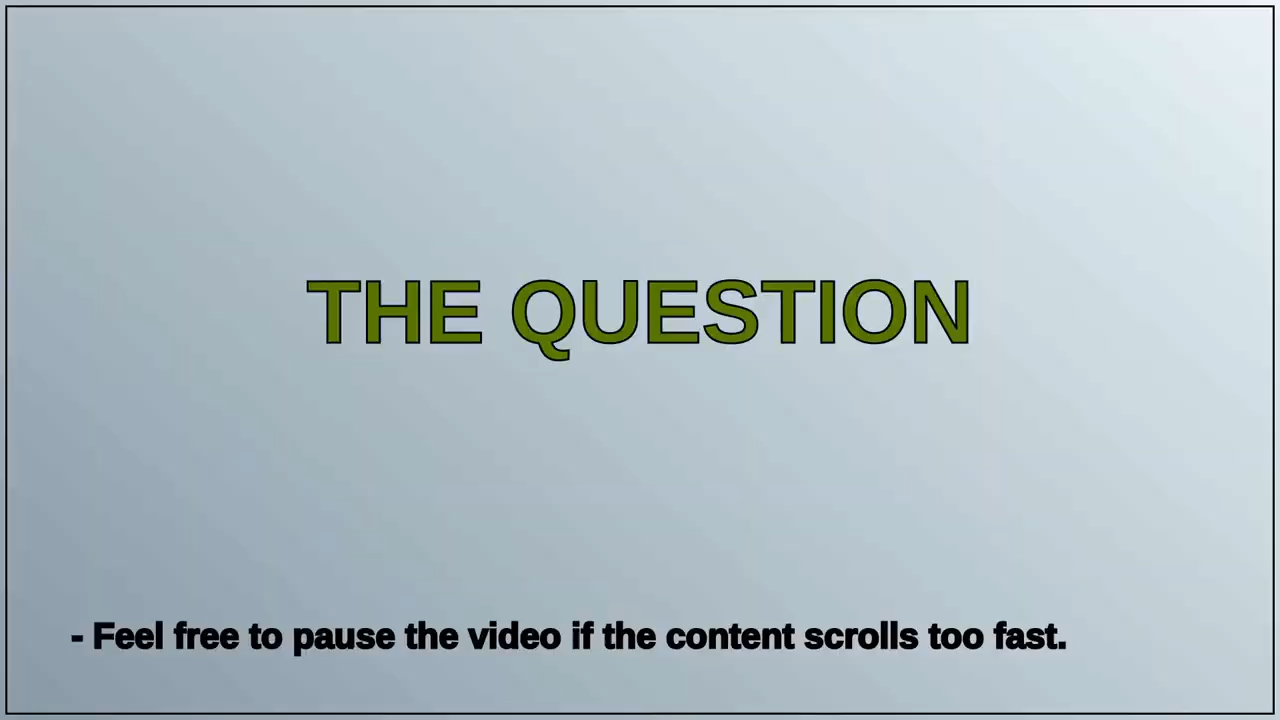 THE QUESTION
- Feel free to pause the video if the content scrolls too fast.